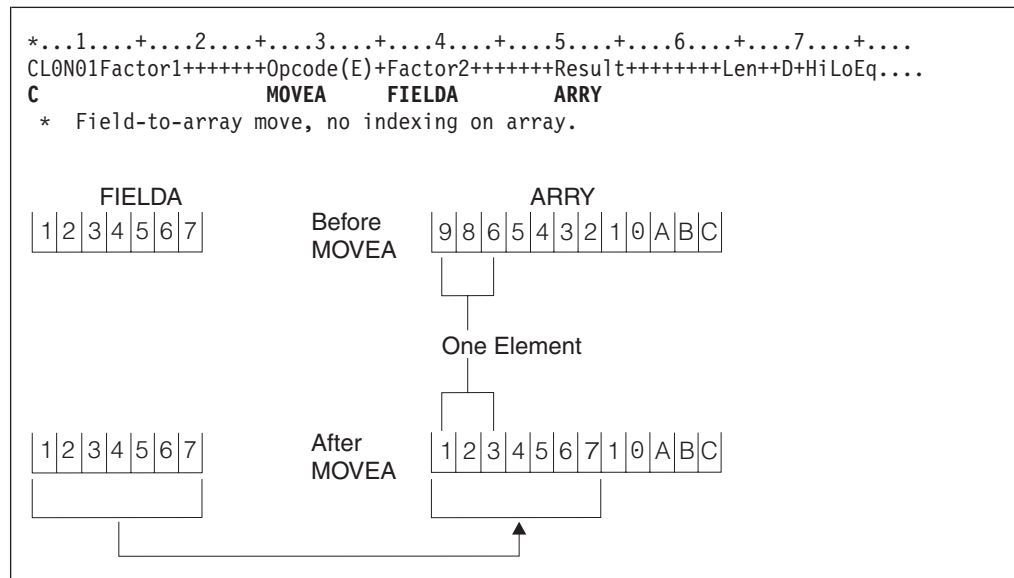 *...1....+....2....+....3....+....4....+....5....+....6....+....7....+....
CL0N01Factor1+++++++Opcode(E)+Factor2+++++++Result++++++++Len++D+HiLoEq....
C                    MOVEA     FIELDA        ARRY
 *  Field-to-array move, no indexing on array.
FIELDA ARRY
1 2 3 4 5 6 7 Before MOVEA 9 8 6 5 4 3 2 1 0 A B C
One Element
1 2 3 4 5 6 7 After MOVEA 1 2 3 4 5 6 7 1 0 A B C